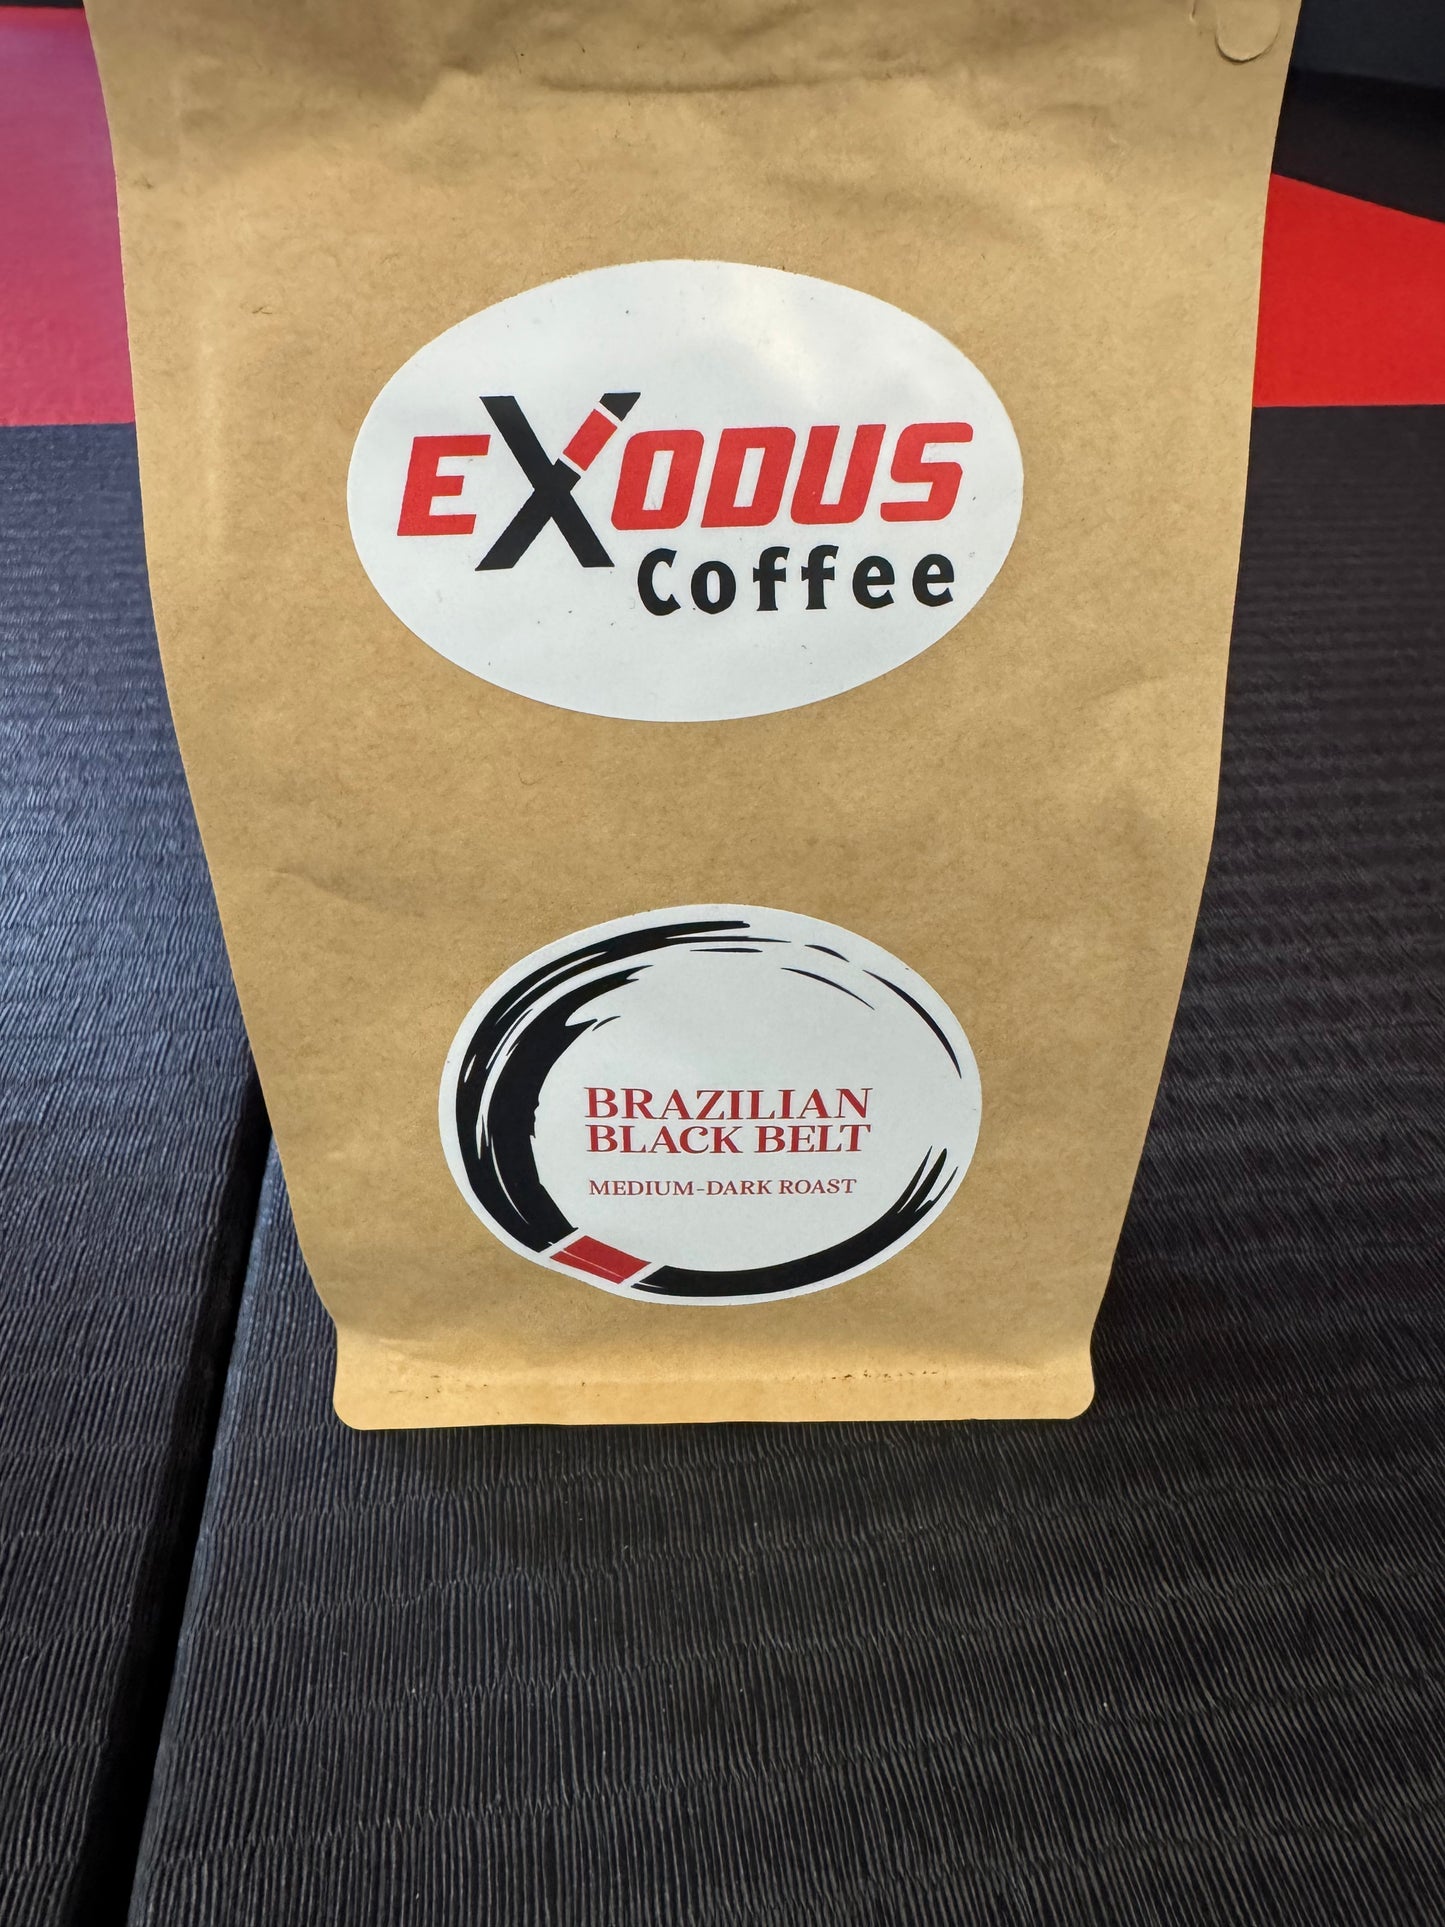 EXODUS
Coffee
BRAZILIAN
BLACK BELT
MEDIUM-DARK ROAST